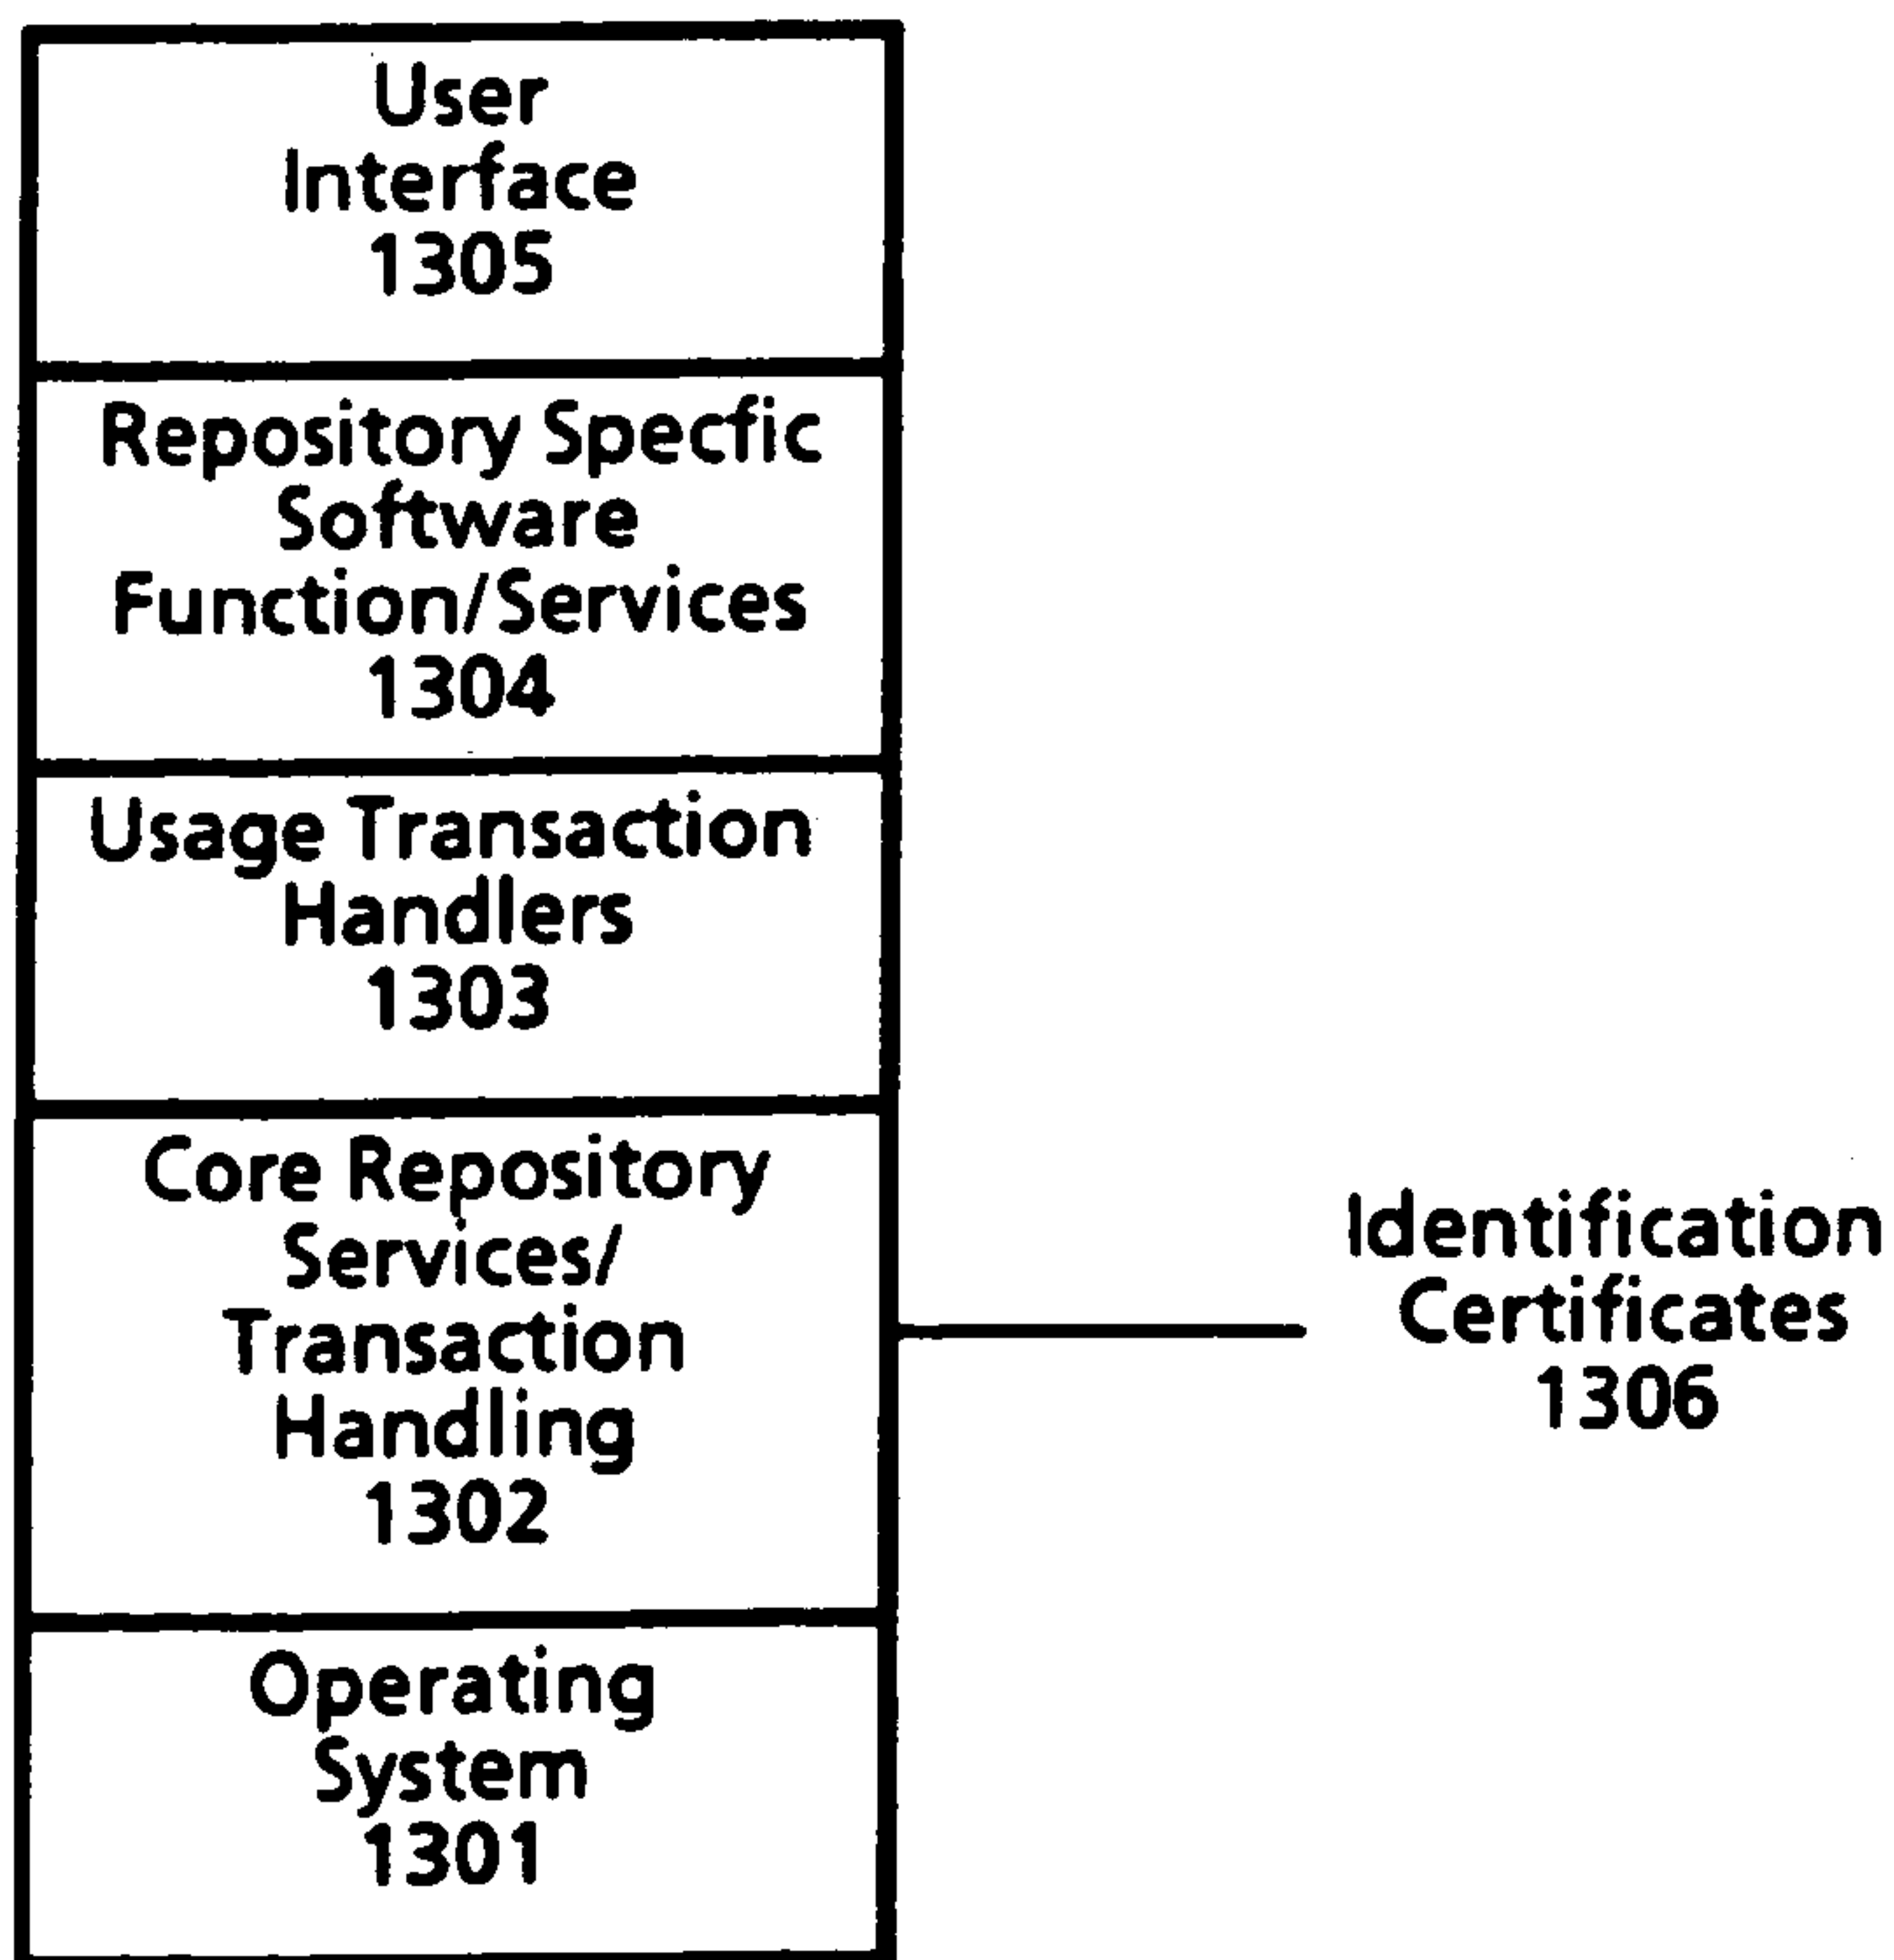 User
Interface
1305
Repository Specfic
Software
Function/Services
1304
Usage Transaction
Handlers
1303
Core Repository
Services/
Transaction
Handling
1302
Identification
Certificates
1306
Operating
System
1301